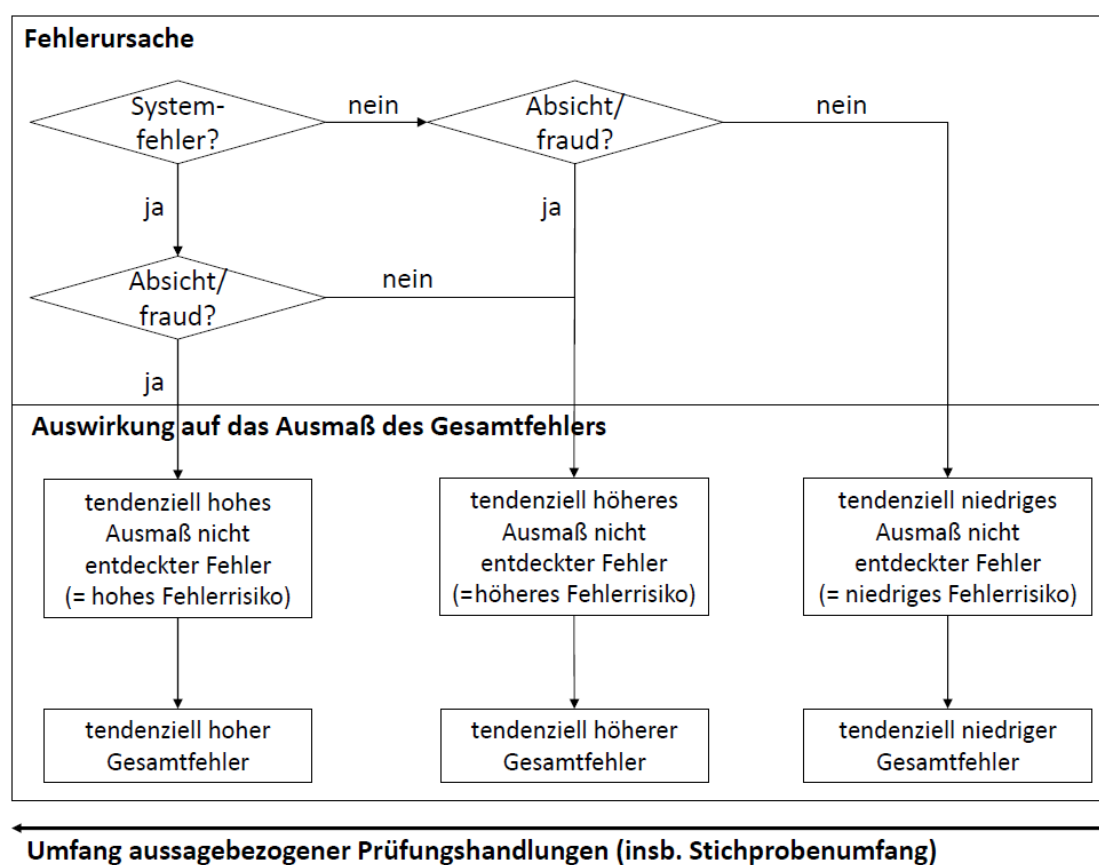 Fehlerursache
System-
fehler?
nein
Absicht/
fraud?
nein
ja
ja
Absicht/
fraud?
nein
ja
Auswirkung auf das Ausmaß des Gesamtfehlers
tendenziell hohes
Ausmaß nicht
entdeckter Fehler
(= hohes Fehlerrisiko)
tendenziell höheres
Ausmaß nicht
entdeckter Fehler
(=höheres Fehlerrisiko)
tendenziell niedriges
Ausmaß nicht
entdeckter Fehler
(= niedriges Fehlerrisiko)
tendenziell hoher
Gesamtfehler
tendenziell höherer
Gesamtfehler
tendenziell niedriger
Gesamtfehler
Umfang aussagebezogener Prüfungshandlungen (insb. Stichprobenumfang)